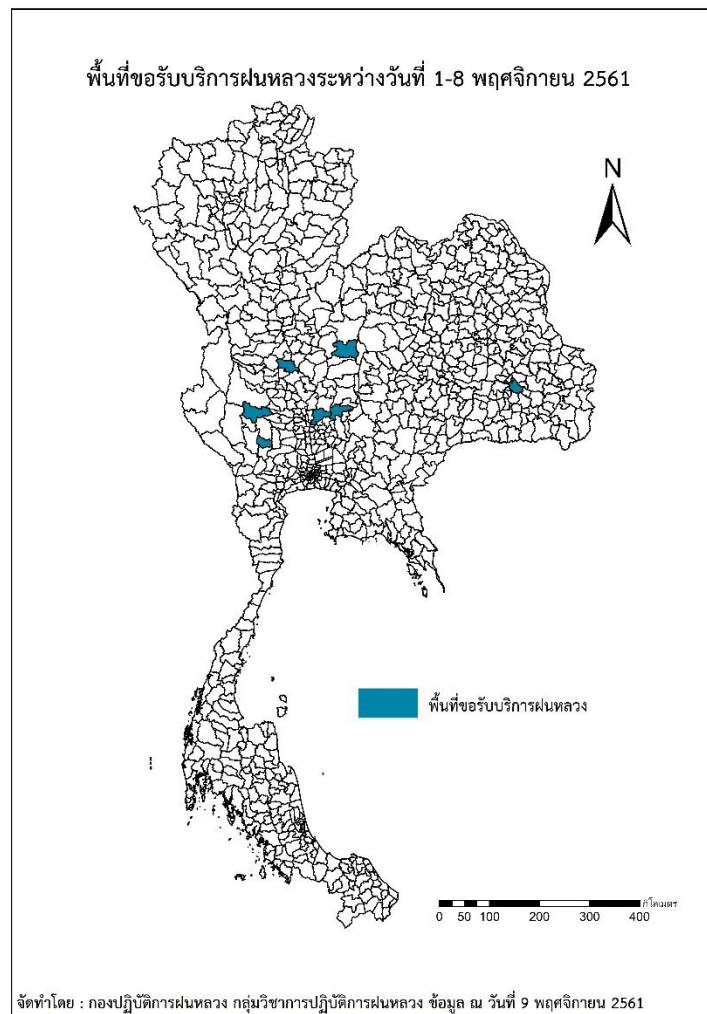 พื้นที่ขอรับบริการฝนหลวงระหว่างวันที่ 1-8 พฤศจิกายน 2561
N
พื้นที่ขอรับบริการฝนหลวง
กิโลเมตร
0 25 50 100 200 300 400
จัดทำโดย : กองปฏิบัติการฝนหลวง กลุ่มวิชาการปฏิบัติการฝนหลวง ข้อมูล ณ วันที่ 9 พฤศจิกายน 2561